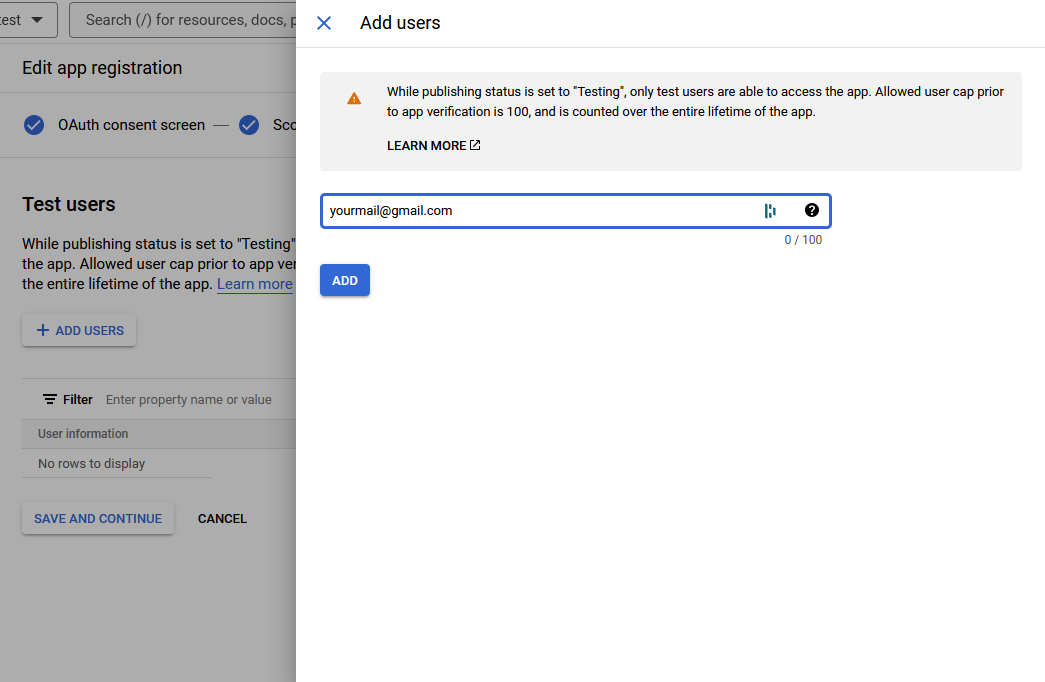 est
Search (/) for resources, docs, p
Edit app registration
OAuth consent screen
Sco
Test users
While publishing status is set to "Testing"
the app. Allowed user cap prior to app ver
the entire lifetime of the app. Learn more
ADD USERS
Filter Enter property name or value
User information
No rows to display
SAVE AND CONTINUE
CANCEL
Add users
While publishing status is set to "Testing", only test users are able to access the app. Allowed user cap prior
to app verification is 100, and is counted over the entire lifetime of the app.
LEARN MORE
yourmail@gmail.com
0 / 100
ADD